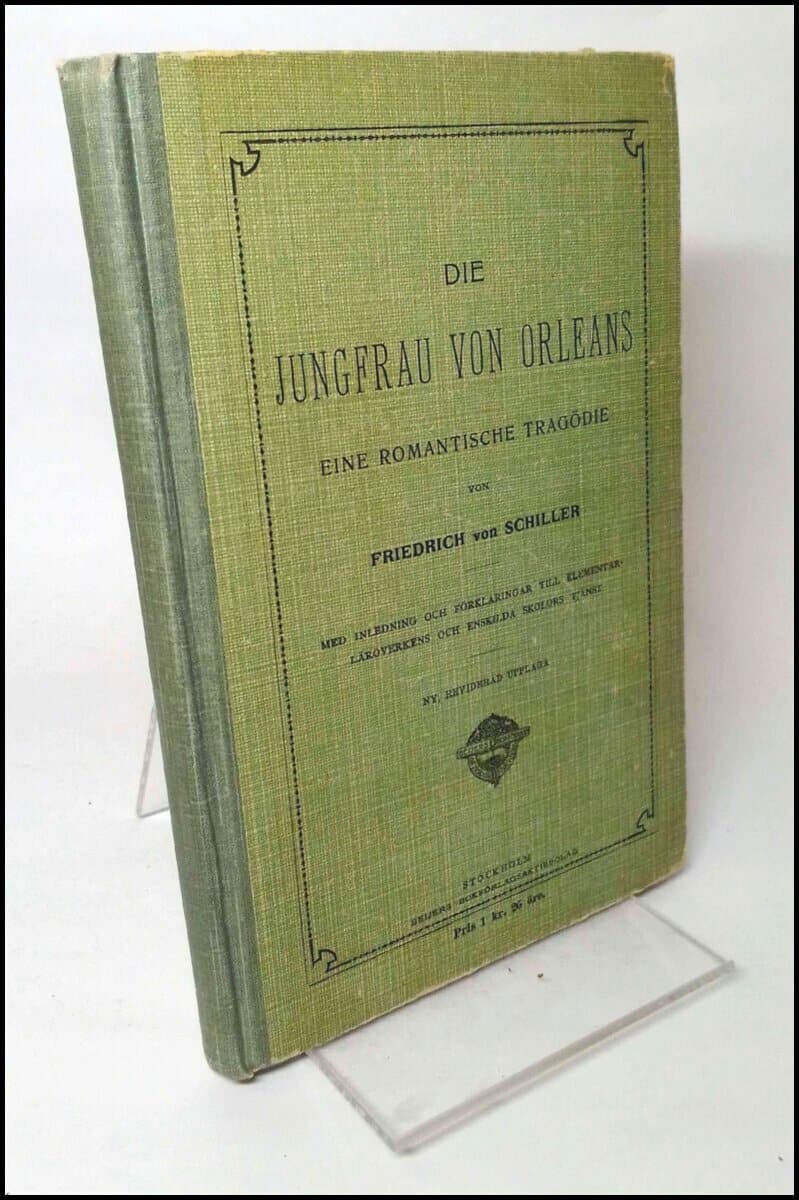 DIE
JUNGFRAU VON ORLEANS
EINE ROMANTISCHE TRAGÖDIE
VON
FRIEDRICH von SCHILLER
MED INLEDNING OCH FÖRKLARINGAR TILL ELEMENTAR-
LÄROVERKENS OCH ENSKILDA SKOLORS TJÄNST
NY, REVIDERAD UPPLAGA
STOCKHOLM
BEIJERS BOKFÖRLAGSAKTIEBOLAG
Pris 1 kr. 26 öre.